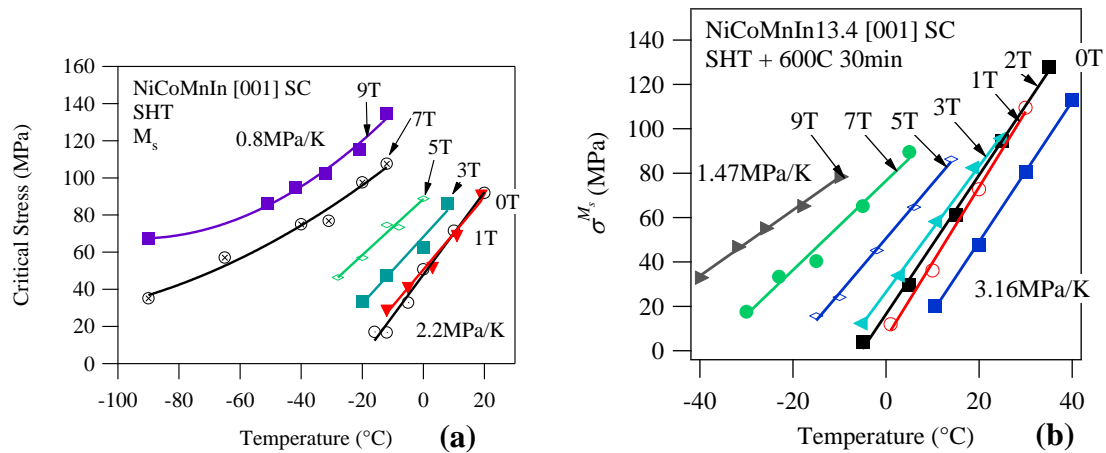 160
140
120
100
80
60
40
20
0
Critical Stress (MPa)
NiCoMnIn [001] SC
SHT
M_s
9T
7T
0.8MPa/K
5T
3T
0T
1T
2.2MPa/K
-100 -80 -60 -40 -20 0 20
Temperature (°C)
(a)
140
120
100
80
60
40
20
0
σ^{M_s} (MPa)
NiCoMnIn13.4 [001] SC
SHT + 600C 30min
2T 0T
1T
3T
5T
7T
9T
1.47MPa/K
3.16MPa/K
-40 -20 0 20 40
Temperature (°C)
(b)